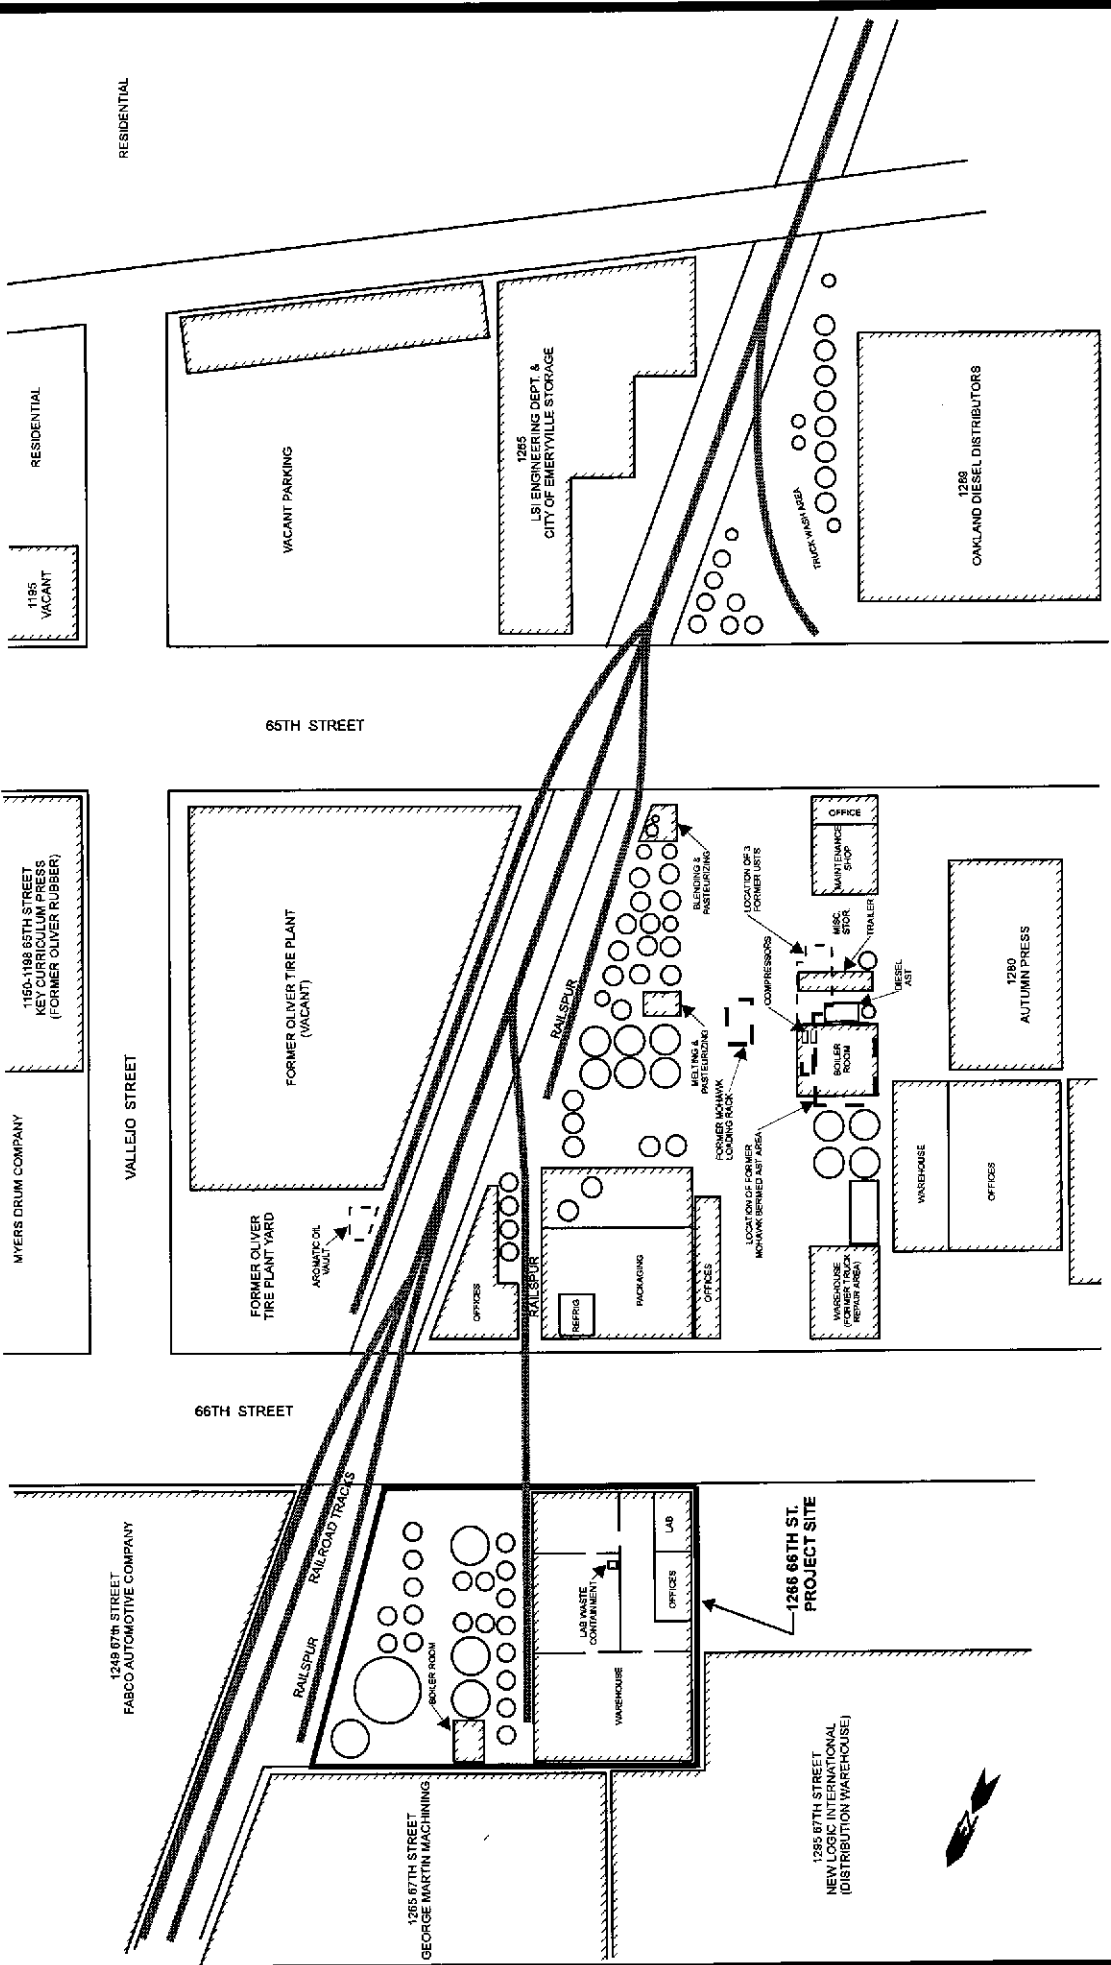 RESIDENTIAL
RESIDENTIAL
1195
VACANT
VACANT PARKING
1265
LSI ENGINEERING DEPT. &
CITY OF EMERYVILLE STORAGE
TRUCK WASH AREA
1289
OAKLAND DIESEL DISTRIBUTORS
65TH STREET
1150-1198 65TH STREET
KEY CURRICULUM PRESS
(FORMER OLIVER RUBBER)
MYERS DRUM COMPANY
VALLEJO STREET
FORMER OLIVER TIRE PLANT
(VACANT)
FORMER OLIVER
TIRE PLANT YARD
AROMATIC OIL
VAULT
RAILSPUR
BLENDING &
PASTEURIZING
MELTING &
PASTEURIZING
LOCATION OF 3
FORMER USTS
COMPRESSORS
FORMER MOHAWK
LOADING RACK
LOCATION OF FORMER
MOHAWK BERMED AST AREA
OFFICE
MAINTENANCE
SHOP
MISC.
STOR.
TRAILER
DIESEL
AST
BOILER
ROOM
1280
AUTUMN PRESS
WAREHOUSE
OFFICES
WAREHOUSE
(FORMER TRUCK
REPAIR AREA)
OFFICES
RAILSPUR
REFRIG
PACKAGING
OFFICES
66TH STREET
1249 67th STREET
FABCO AUTOMOTIVE COMPANY
RAILROAD TRACKS
RAILSPUR
BOILER ROOM
LAB WASTE
CONTAINMENT
LAB
OFFICES
WAREHOUSE
1266 66TH ST.
PROJECT SITE
1265 67TH STREET
GEORGE MARTIN MACHINING
1295 67TH STREET
NEW LOGIC INTERNATIONAL
(DISTRIBUTION WAREHOUSE)